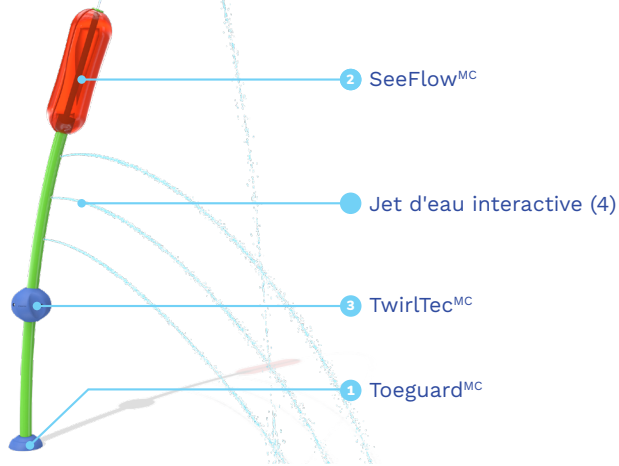 2 SeeFlowMC
Jet d'eau interactive (4)
3 TwirlTecMC
1 ToeguardMC